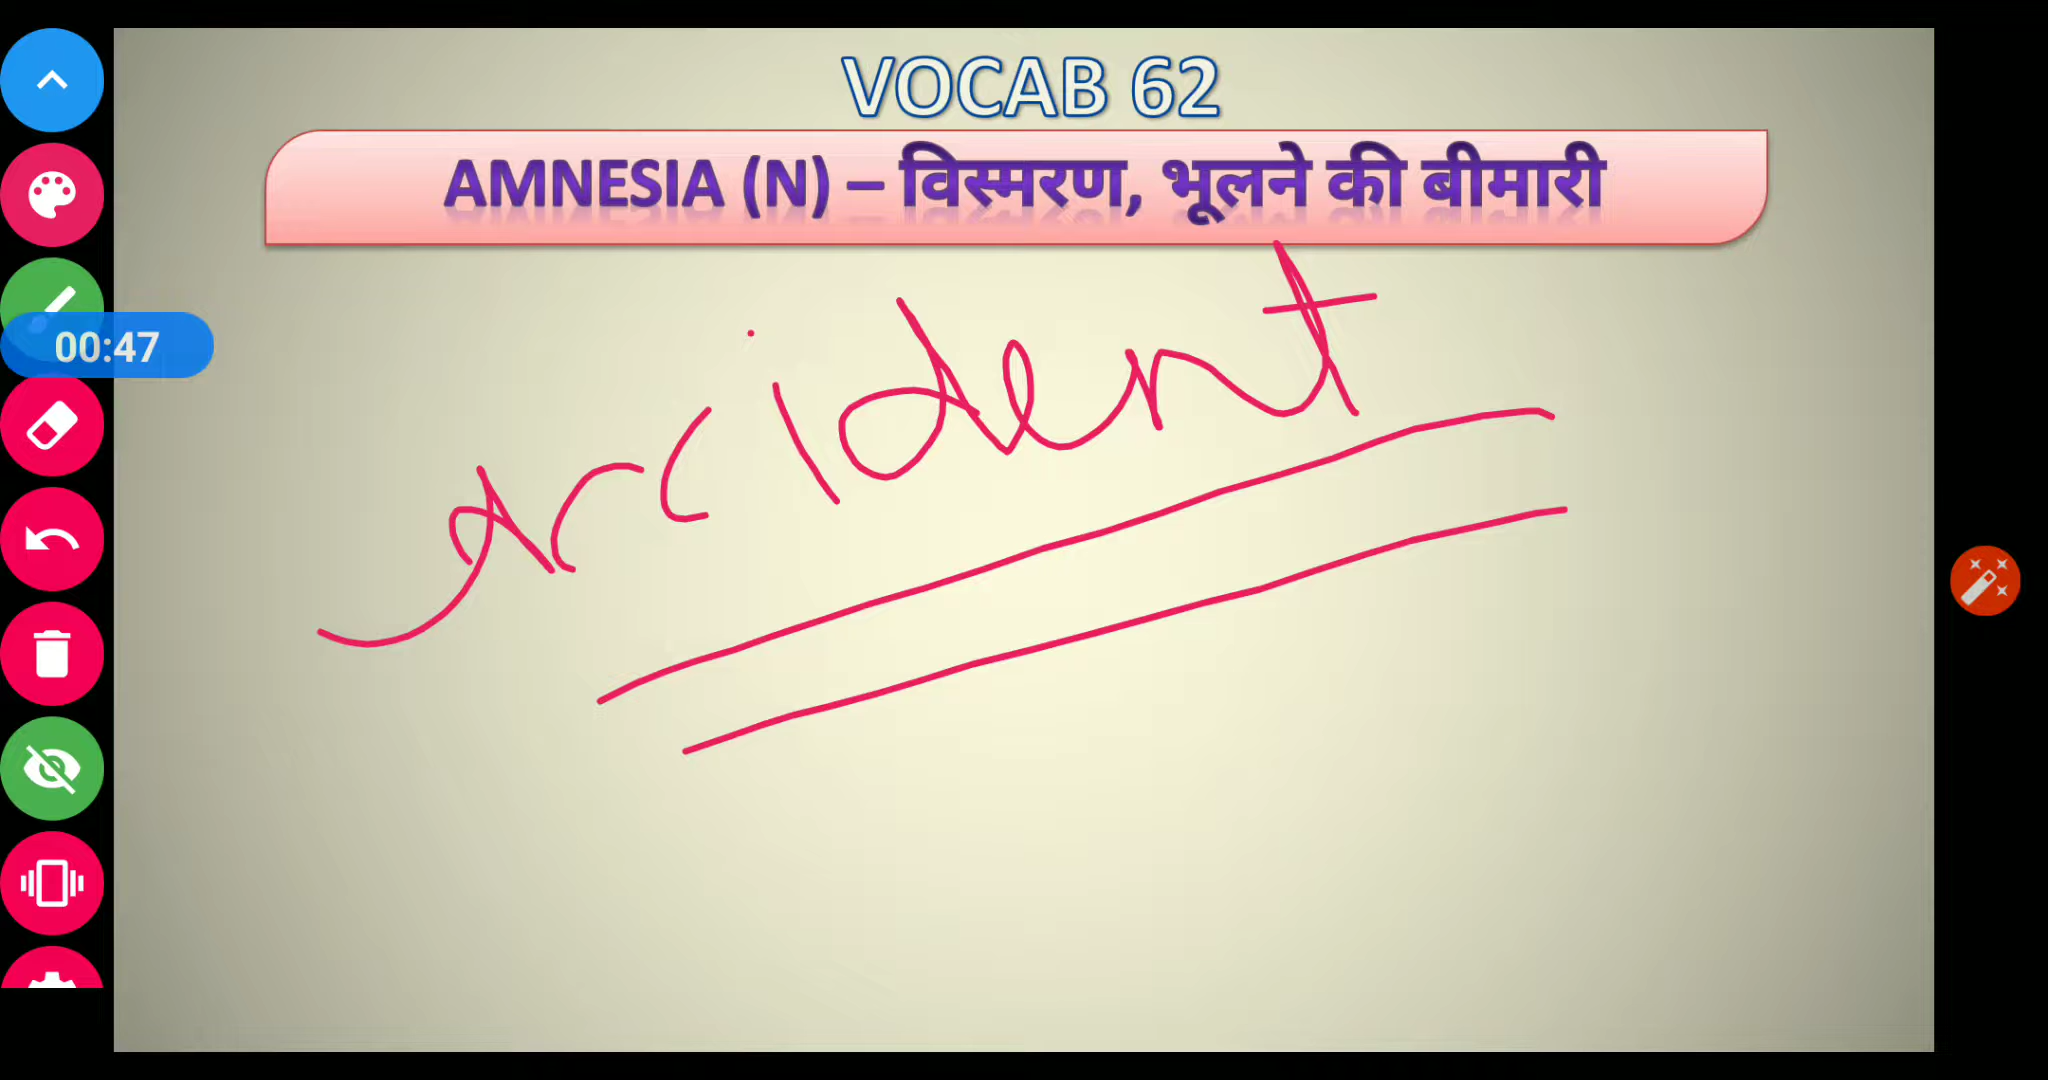 VOCAB 62
AMNESIA (N) – विस्मरण, भूलने की बीमारी
00:47
Accident